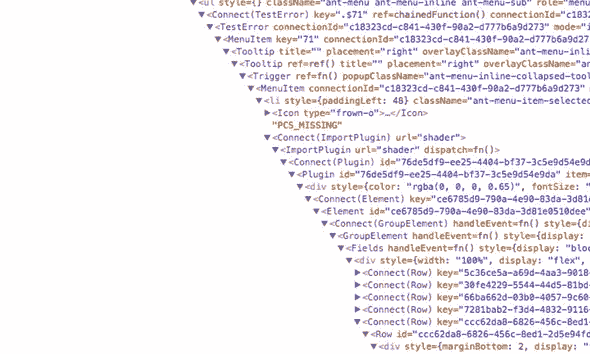 <ul style={} className="ant-menu ant-menu-inline ant-menu-sub" role="menu
<Connect(TestError) key=".$71" ref=chainedFunction() connectionId="c1832
<TestError connectionId="c18323cd-c841-430f-90a2-d777b6a9d273" mode="i
<MenuItem key="71" connectionId="c18323cd-c841-430f-90a2-d777b6a9d27
<Tooltip title="" placement="right" overlayClassName="ant-menu-inli
<Tooltip ref=ref() title="" placement="right" overlayClassName=
<Trigger ref=fn() popupClassName="ant-menu-inline-collapsed-tool
<MenuItem connectionId="c18323cd-c841-430f-90a2-d777b6a9d273"
<li style={paddingLeft: 48} className="ant-menu-item-selected
<Icon type="frown-o">…</Icon>
"PCS_MISSING"
<Connect(ImportPlugin) url="shader">
<ImportPlugin url="shader" dispatch=fn()>
<Connect(Plugin) id="76de5df9-ee25-4404-bf37-3c5e9d54e9d
<Plugin id="76de5df9-ee25-4404-bf37-3c5e9d54e9da" item=
<div style={color: "rgba(0, 0, 0, 0.65)", fontSize: "
<Connect(Element) key="ce6785d9-790a-4e90-83da-3d81
<Element id="ce6785d9-790a-4e90-83da-3d81e0510dee"
<Connect(GroupElement) handleEvent=fn() style={di
<GroupElement handleEvent=fn() style={display:
<Fields handleEvent=fn() style={display: "bloc
<div style={width: "100%", display: "flex",
<Connect(Row) key="5c36ce5a-a69d-4aa3-9018-
<Connect(Row) key="30fe4229-5544-44d5-81bd-
<Connect(Row) key="66ba662d-03b0-4057-9c60-
<Connect(Row) key="7281bab2-f3d4-4832-9116-
<Connect(Row) key="ccc62da8-6826-456c-8ed1-
<Row id="ccc62da8-6826-456c-8ed1-2d5e94fd
<div style={marginBottom: 2, display: